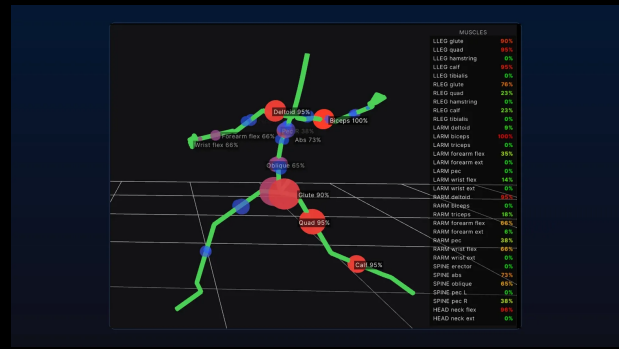 MUSCLES
LLEG glute 90%
LLEG quad 95%
LLEG hamstring 0%
LLEG calf 95%
LLEG tibialis 0%
RLEG glute 76%
RLEG quad 23%
RLEG hamstring 0%
RLEG calf 23%
RLEG tibialis 0%
LARM deltoid 9%
LARM biceps 100%
LARM triceps 0%
LARM forearm flex 35%
LARM forearm ext 0%
LARM pec 0%
LARM wrist flex 14%
LARM wrist ext 0%
RARM deltoid 95%
RARM biceps 0%
RARM triceps 18%
RARM forearm flex 66%
RARM forearm ext 6%
RARM pec 38%
RARM wrist flex 66%
RARM wrist ext 0%
SPINE erector 0%
SPINE abs 73%
SPINE oblique 65%
SPINE pec L 0%
SPINE pec R 38%
HEAD neck flex
HEAD neck ext 0%
Deltoid 95%
Biceps 100%
Forearm flex 66%
Wrist flex 66%
Abs 73%
Oblique 65%
Glute 90%
Quad 95%
Calf 95%